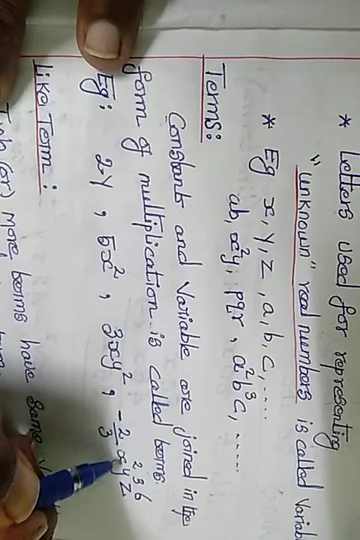 * Letters used for representing
"unknown" real numbers is called Variab
* Eg x, y, z, a, b, c, ....
ab, x²y, pqr, a²b³c, .....
Terms:
Constants and Variable are joined in the
form of multiplication is called terms.
Eg: 2y, 5x², 3xy², -2/3 x²y³z⁶
Like Term:
(or) More terms have same